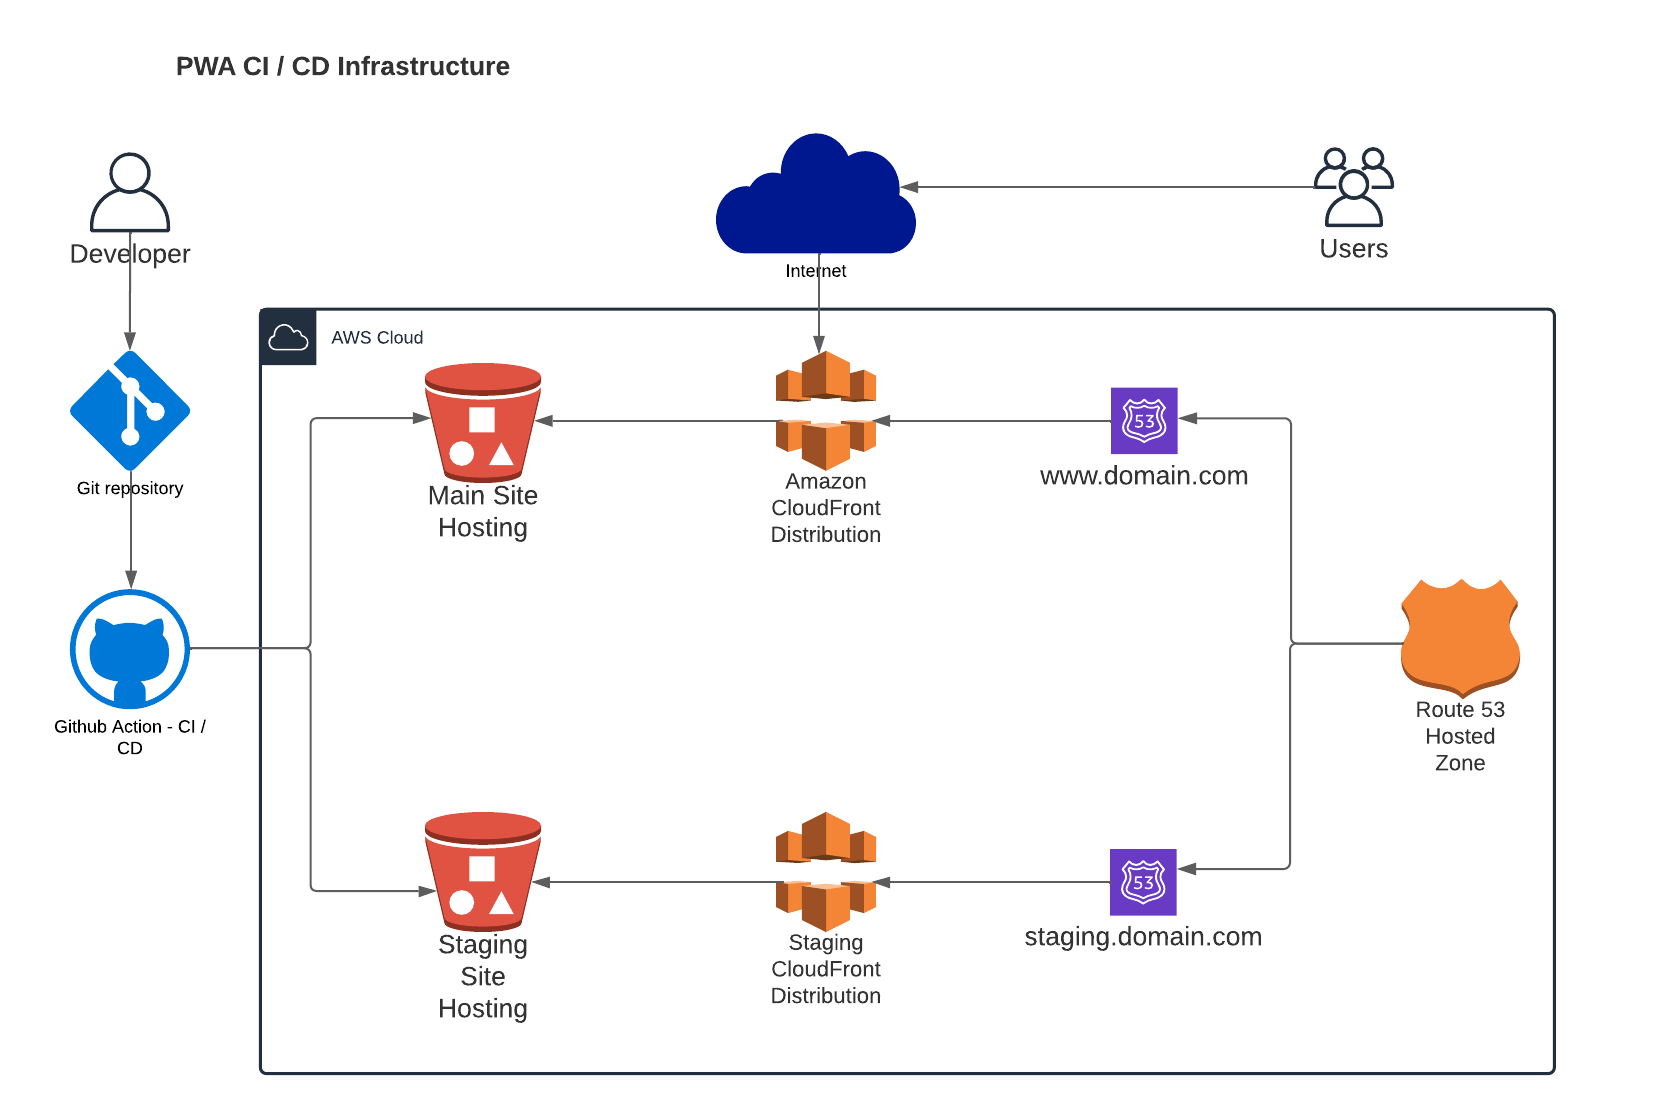 PWA CI / CD Infrastructure
Developer
Internet
Users
AWS Cloud
53
www.domain.com
Git repository
Main Site
Hosting
Amazon
CloudFront
Distribution
Github Action - CI /
CD
Route 53
Hosted
Zone
53
staging.domain.com
Staging
Site
Hosting
Staging
CloudFront
Distribution